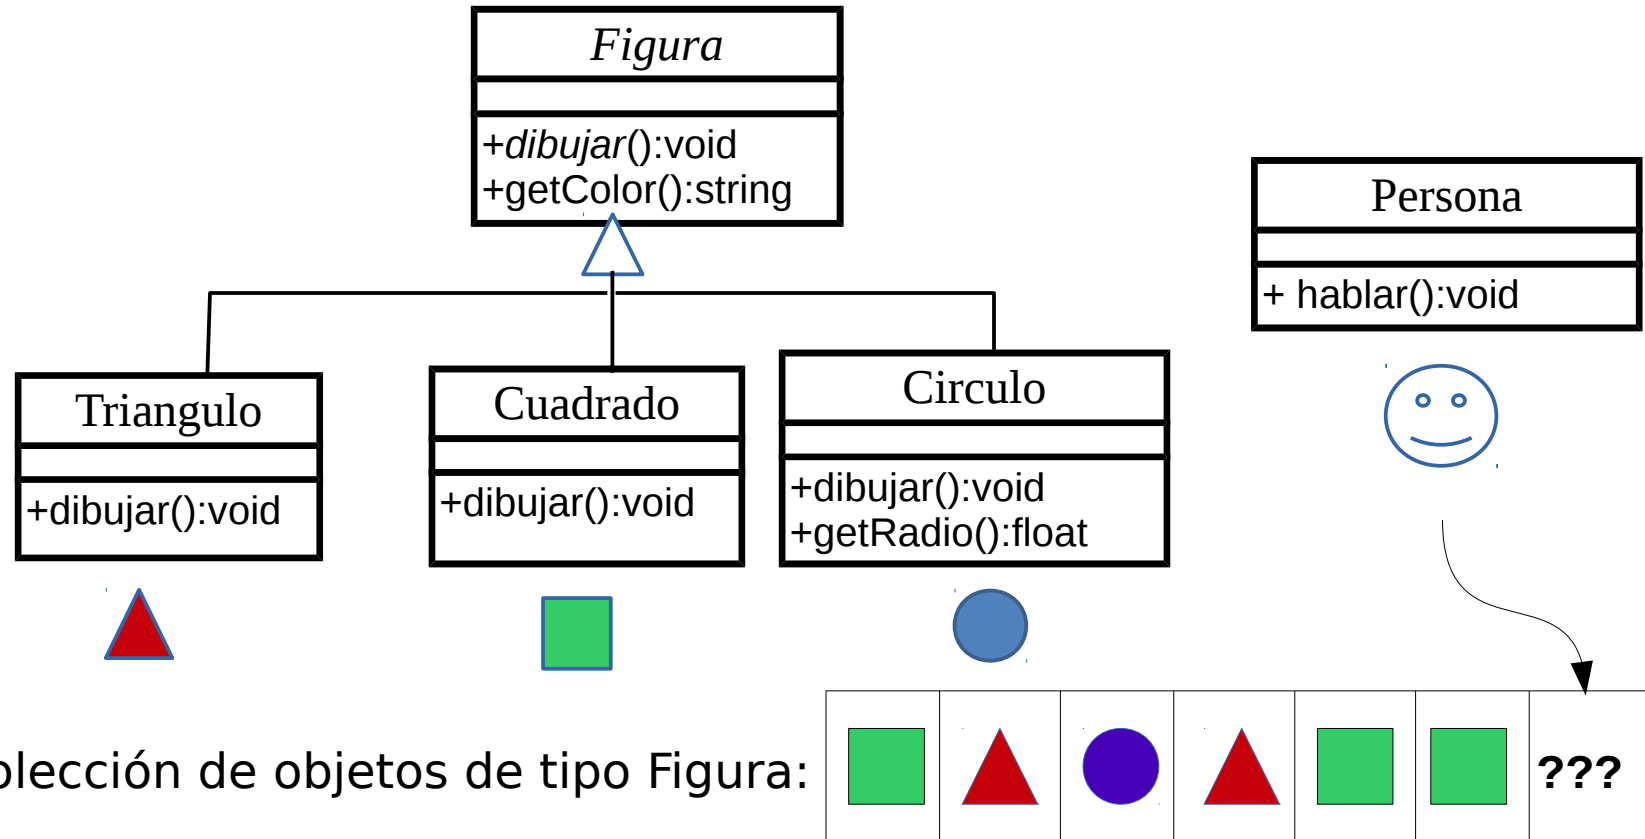 Figura
+dibujar():void
+getColor():string
Persona
+ hablar():void
Triangulo
+dibujar():void
Cuadrado
+dibujar():void
Circulo
+dibujar():void
+getRadio():float
olección de objetos de tipo Figura:
???